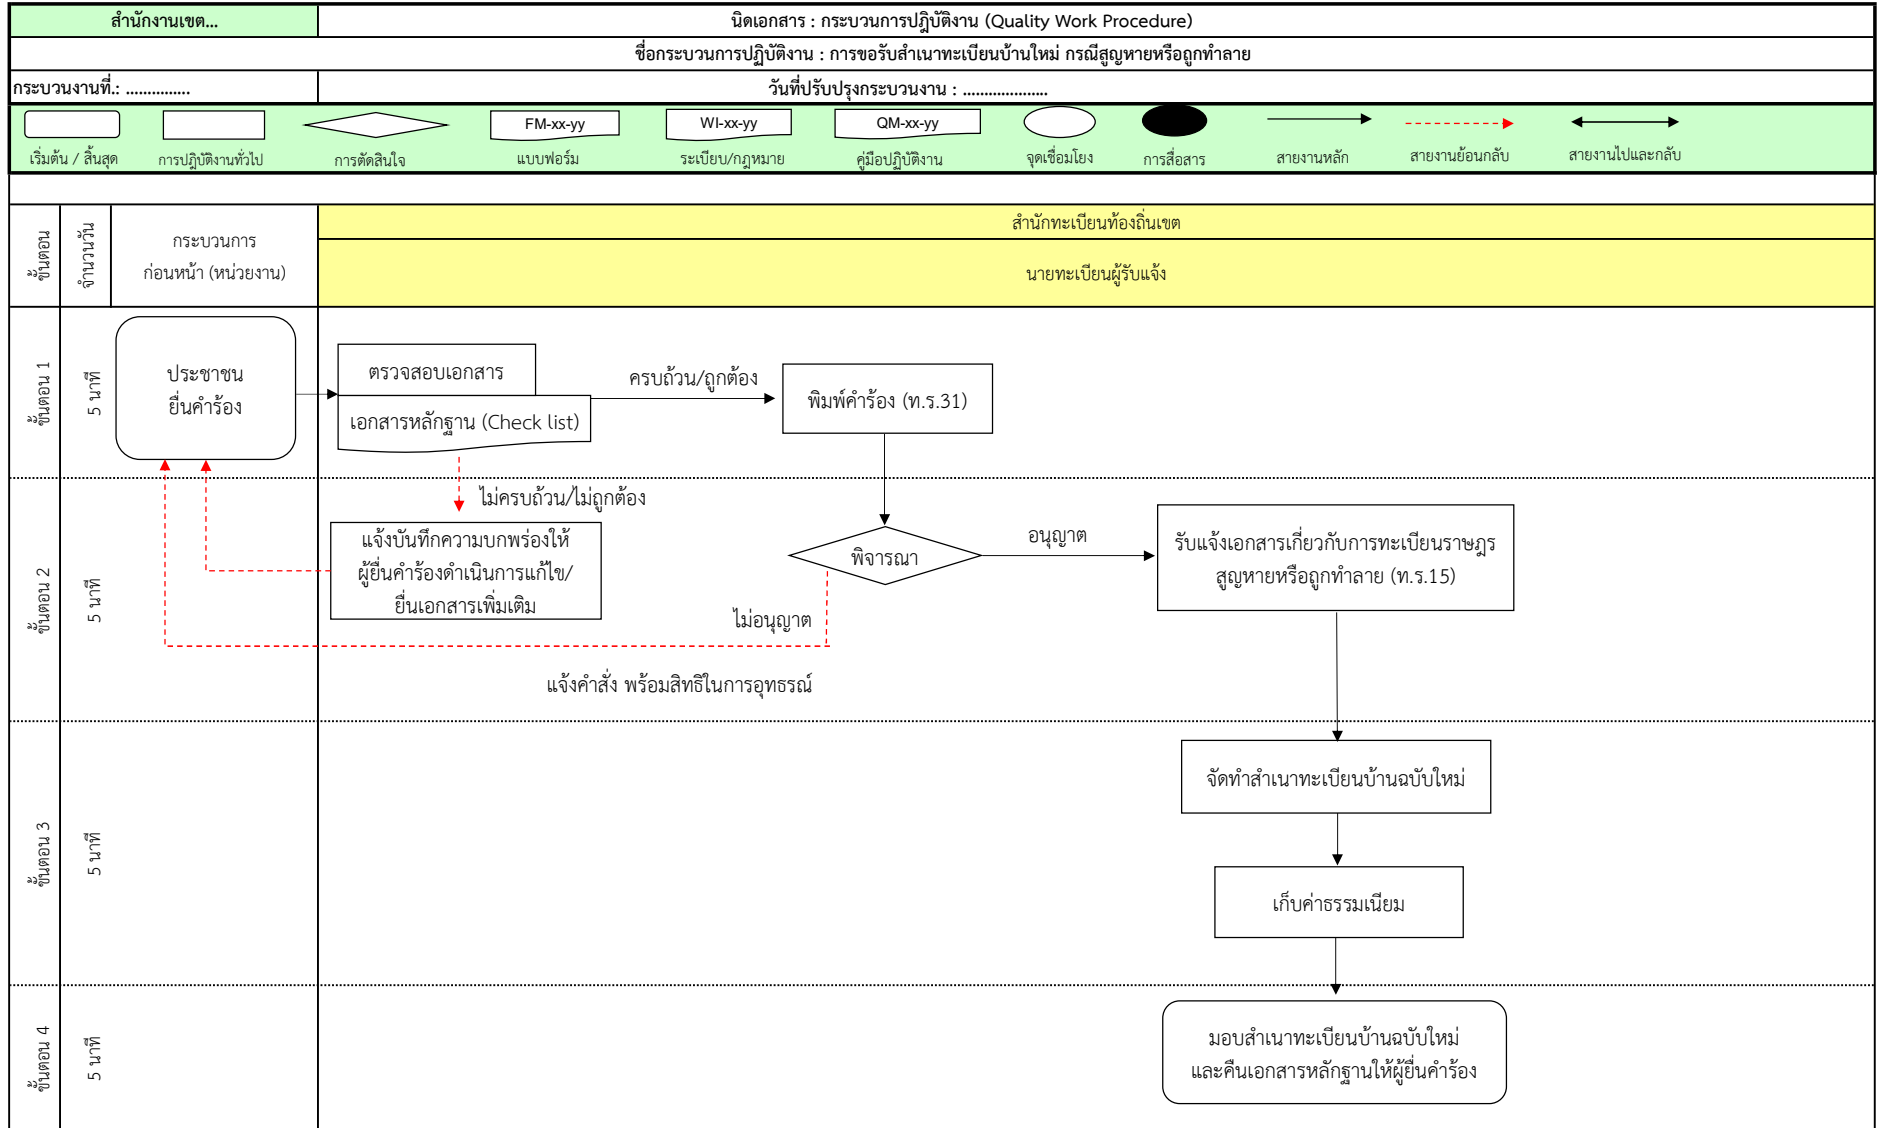 สำนักงานเขต...
นิดเอกสาร : กระบวนการปฎิบัติงาน (Quality Work Procedure)
ชื่อกระบวนการปฏิบัติงาน : การขอรับสำเนาทะเบียนบ้านใหม่ กรณีสูญหายหรือถูกทำลาย
กระบวนงานที่.: ...............
วันที่ปรับปรุงกระบวนงาน : ....................
FM-xx-yy
WI-xx-yy
QM-xx-yy
เริ่มต้น / สิ้นสุด
การปฏิบัติงานทั่วไป
การตัดสินใจ
แบบฟอร์ม
ระเบียบ/กฎหมาย
คู่มือปฏิบัติงาน
จุดเชื่อมโยง
การสื่อสาร
สายงานหลัก
สายงานย้อนกลับ
สายงานไปและกลับ
ขั้นตอน
จำนวนวัน
กระบวนการ
ก่อนหน้า (หน่วยงาน)
สำนักทะเบียนท้องถิ่นเขต
นายทะเบียนผู้รับแจ้ง
ขั้นตอน 1
5 นาที
ประชาชน
ยื่นคำร้อง
ตรวจสอบเอกสาร
เอกสารหลักฐาน (Check list)
ครบถ้วน/ถูกต้อง
พิมพ์คำร้อง (ท.ร.31)
ขั้นตอน 2
5 นาที
ไม่ครบถ้วน/ไม่ถูกต้อง
แจ้งบันทึกความบกพร่องให้
ผู้ยื่นคำร้องดำเนินการแก้ไข/
ยื่นเอกสารเพิ่มเติม
พิจารณา
อนุญาต
รับแจ้งเอกสารเกี่ยวกับการทะเบียนราษฎร
สูญหายหรือถูกทำลาย (ท.ร.15)
ไม่อนุญาต
แจ้งคำสั่ง พร้อมสิทธิในการอุทธรณ์
ขั้นตอน 3
5 นาที
จัดทำสำเนาทะเบียนบ้านฉบับใหม่
เก็บค่าธรรมเนียม
ขั้นตอน 4
5 นาที
มอบสำเนาทะเบียนบ้านฉบับใหม่
และคืนเอกสารหลักฐานให้ผู้ยื่นคำร้อง